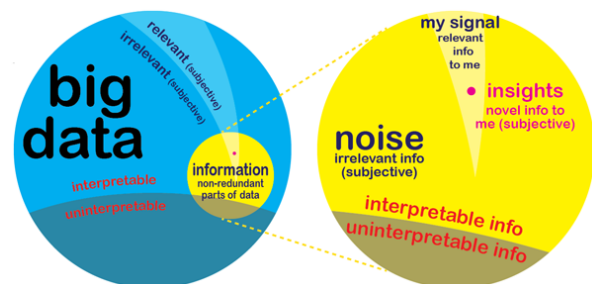 big
data
relevant (subjective)
irrelevant (subjective)
information
non-redundant
parts of data
interpretable
uninterpretable
my signal
relevant
info
to me
insights
novel info to
me (subjective)
noise
irrelevant info
(subjective)
interpretable info
uninterpretable info